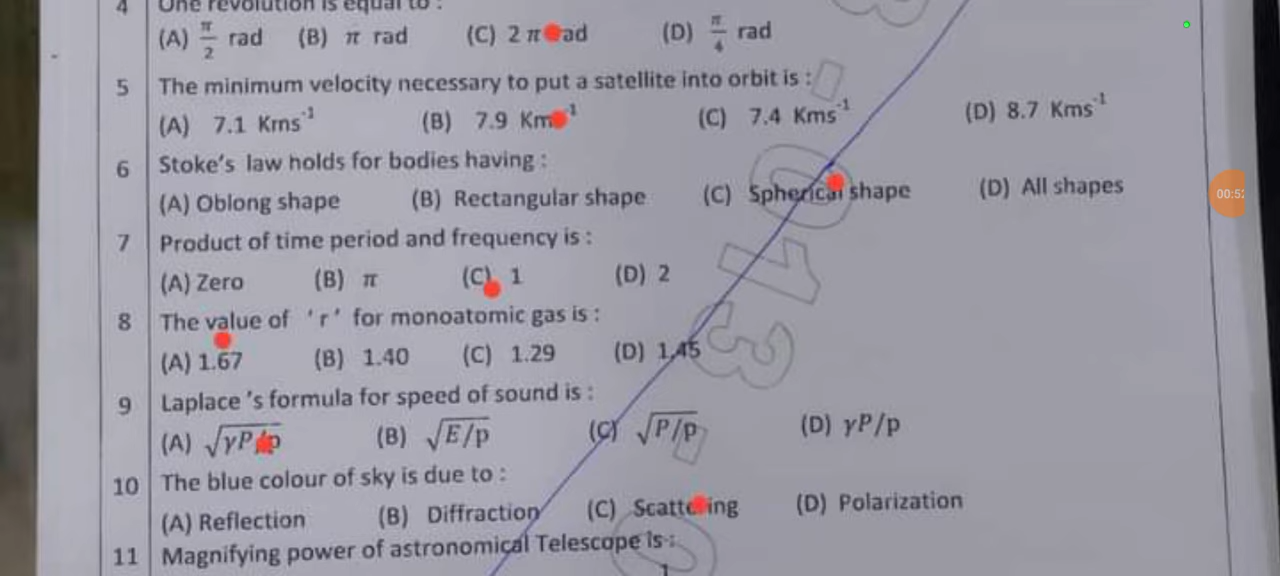 4 One revolution is equal to :
(A) π/2 rad (B) π rad (C) 2 π rad (D) π/4 rad
5 The minimum velocity necessary to put a satellite into orbit is :
(A) 7.1 Kms⁻¹ (B) 7.9 Kms⁻¹ (C) 7.4 Kms⁻¹ (D) 8.7 Kms⁻¹
6 Stoke's law holds for bodies having :
(A) Oblong shape (B) Rectangular shape (C) Spherical shape (D) All shapes
00:5
7 Product of time period and frequency is :
(A) Zero (B) π (C) 1 (D) 2
8 The value of 'r' for monoatomic gas is :
(A) 1.67 (B) 1.40 (C) 1.29 (D) 1.45
9 Laplace 's formula for speed of sound is :
(A) √γP/p (B) √E/p (C) √P/p (D) γP/p
10 The blue colour of sky is due to :
(A) Reflection (B) Diffraction (C) Scattering (D) Polarization
11 Magnifying power of astronomical Telescope is :